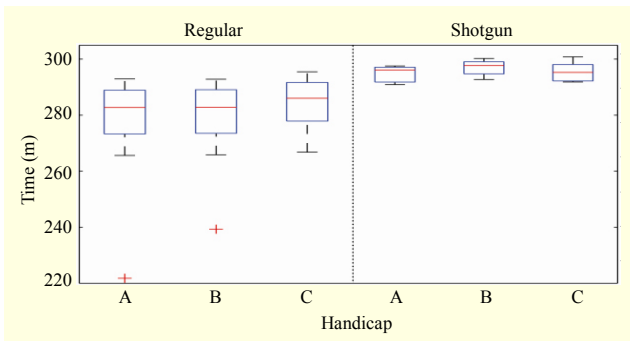 Regular Shotgun
300
280
260
240
220
Time (m)
A B C A B C
Handicap